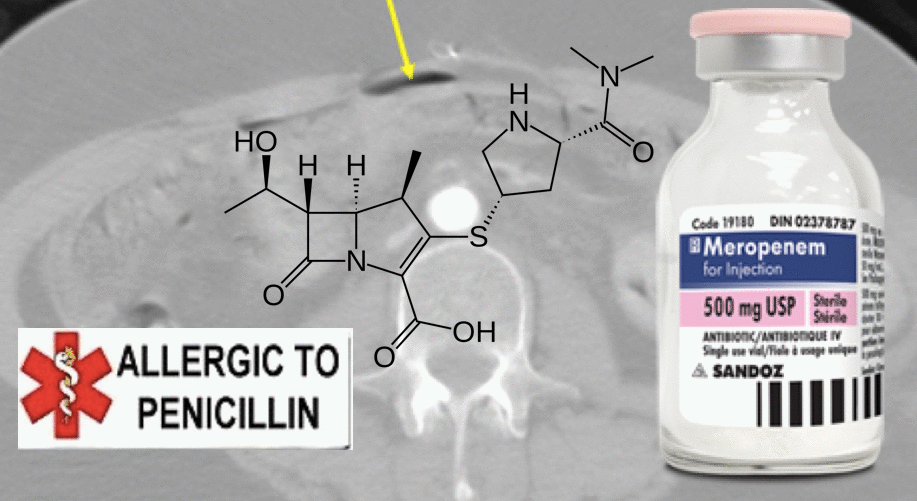 N
H
N
O
HO
H
H
S
N
O
O
OH
Code 19180 DIN 02378787
Meropenem
for Injection
500 mg USP
Sterile
Stérile
ANTIBIOTIC/ANTIBIOTIQUE IV
Single use vial/Fiole à usage unique
SANDOZ
ALLERGIC TO
PENICILLIN